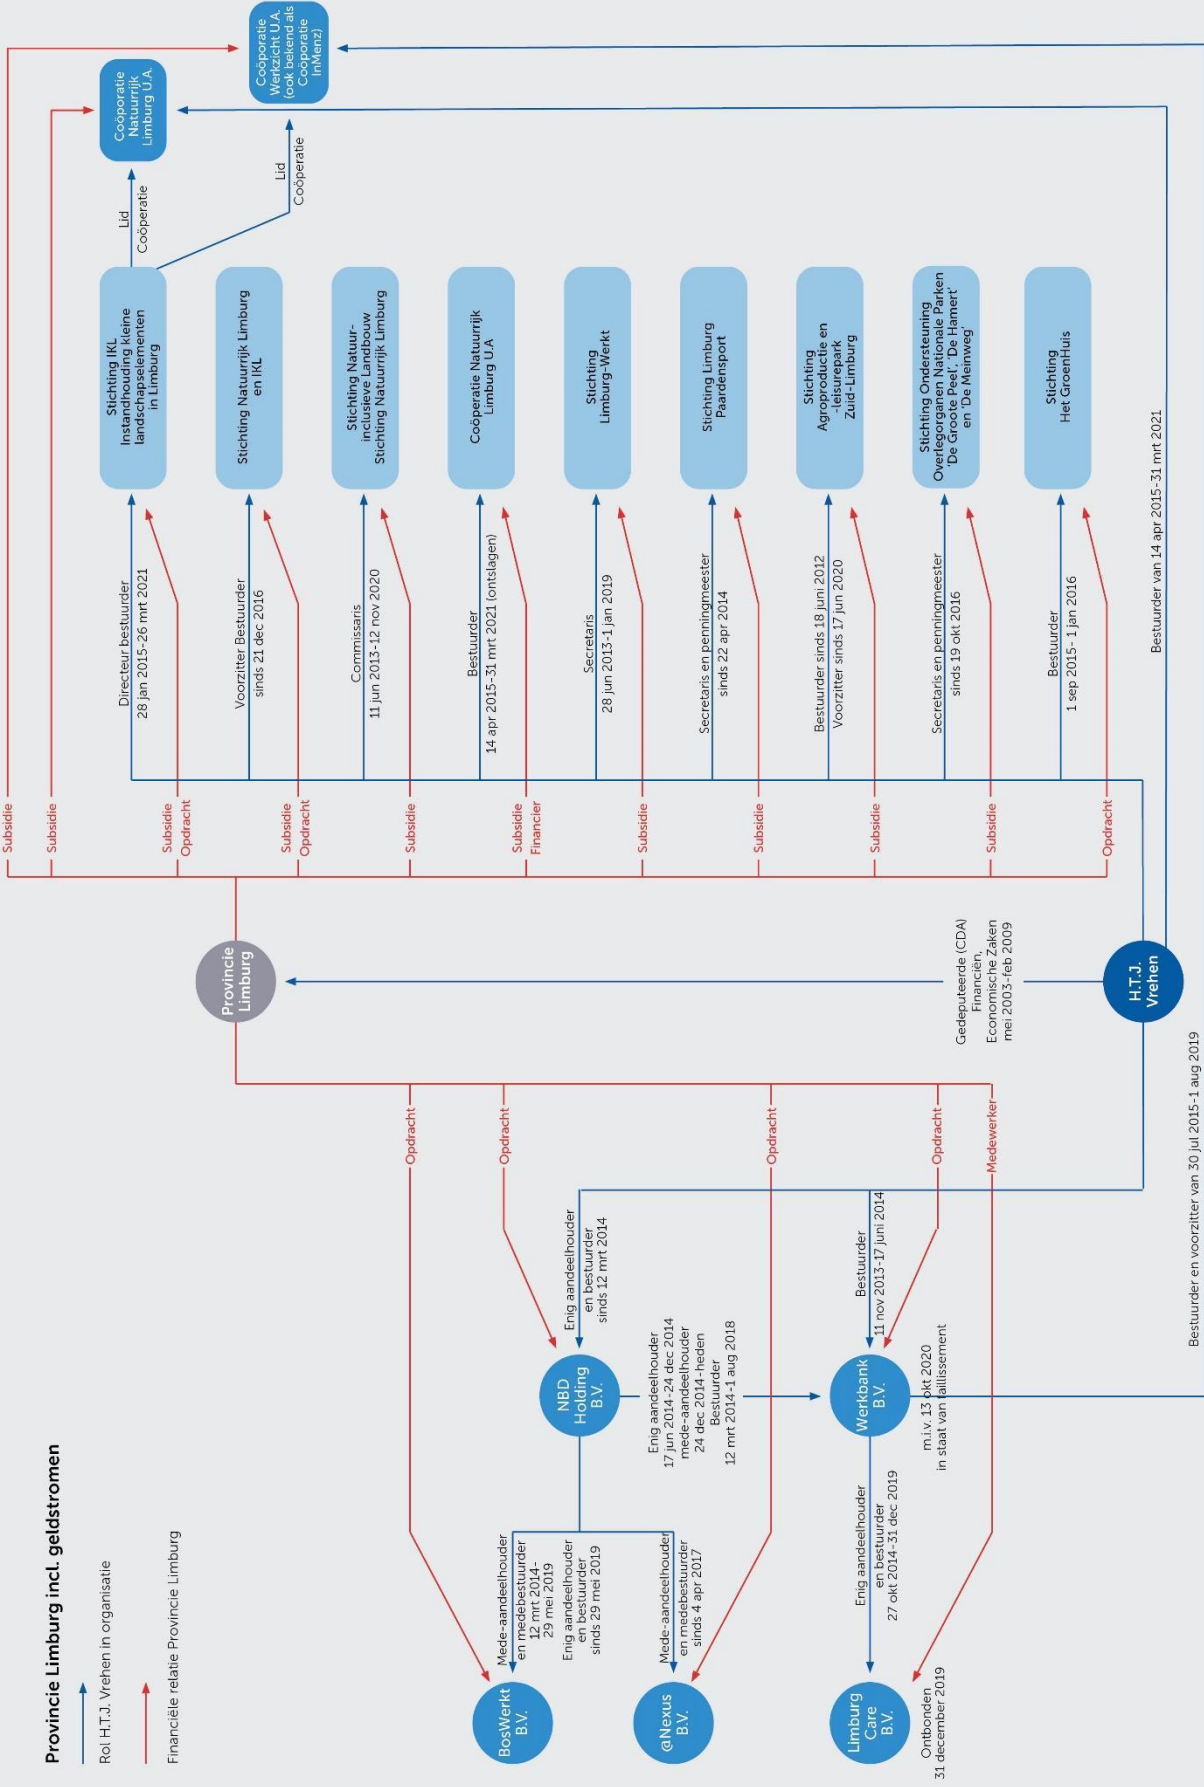 Provincie Limburg incl. geldstromen
Rol H.T.J. Vrehen in organisatie
Financiële relatie Provincie Limburg
BosWerkt
B.V.
@Nexus
B.V.
Limburg
Care
B.V.
Ontbonden
31 december 2019
Mede-aandeelhouder
en medebestuurder
12 mrt 2014-
29 mei 2019
Enig aandeelhouder
en bestuurder
sinds 29 mei 2019
Mede-aandeelhouder
en medebestuurder
sinds 4 apr 2017
Enig aandeelhouder
en bestuurder
27 okt 2014-31 dec 2019
NBD
Holding
B.V.
Enig aandeelhouder
17 jun 2014-24 dec 2014
mede-aandeelhouder
24 dec 2014-heden
Bestuurder
12 mrt 2014-1 aug 2018
Werkbank
B.V.
m.i.v. 13 okt 2020
in staat van faillissement
Enig aandeelhouder
en bestuurder
sinds 12 mrt 2014
Bestuurder
11 nov 2013-17 juni 2014
Bestuurder en voorzitter van 30 jul 2015-1 aug 2019
Opdracht
Opdracht
Opdracht
Opdracht
Medewerker
Provincie
Limburg
Gedeputeerde (CDA)
Financiën,
Economische Zaken
mei 2003-feb 2009
H.T.J.
Vrehen
Subsidie
Subsidie
Subsidie
Opdracht
Subsidie
Opdracht
Subsidie
Subsidie
Financier
Subsidie
Subsidie
Subsidie
Subsidie
Opdracht
Directeur bestuurder
28 jan 2015-26 mrt 2021
Voorzitter Bestuurder
sinds 21 dec 2016
Commissaris
11 jun 2013-12 nov 2020
Bestuurder
14 apr 2015-31 mrt 2021 (ontslagen)
Secretaris
28 jun 2013-1 jan 2019
Secretaris en penningmeester
sinds 22 apr 2014
Bestuurder sinds 18 juni 2012
Voorzitter sinds 17 jun 2020
Secretaris en penningmeester
sinds 19 okt 2016
Bestuurder
1 sep 2015- 1 jan 2016
Bestuurder van 14 apr 2015-31 mrt 2021
Stichting IKL
Instandhouding kleine
landschapselementen
in Limburg
Stichting Natuurrijk Limburg
en IKL
Stichting Natuur-
inclusieve Landbouw
Stichting Natuurrijk Limburg
Coöperatie Natuurrijk
Limburg U.A
Stichting
Limburg-Werkt
Stichting Limburg
Paardensport
Stichting
Agroproductie en
-leisurepark
Zuid-Limburg
Stichting Ondersteuning
Overlegorganen Nationale Parken
'De Groote Peel', 'De Hamert'
en 'De Meinweg'
Stichting
Het GroenHuis
Lid
Coöperatie
Lid
Coöperatie
Coöporatie
Natuurrijk
Limburg U.A.
Coöporatie
Werkzicht U.A.
(ook bekend als
Coöporatie
InMenz)